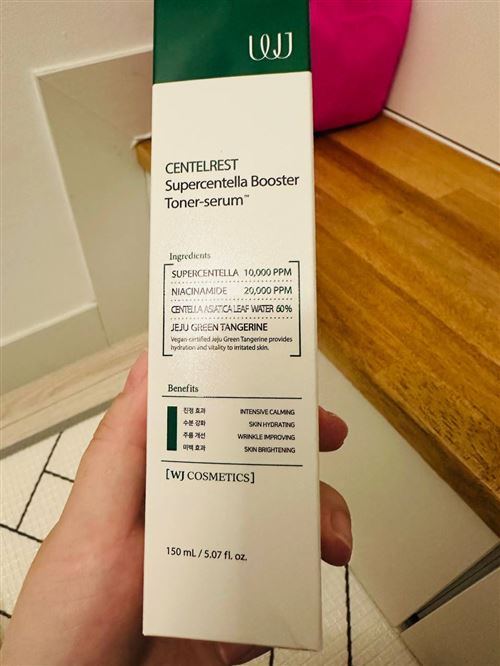 WJ
CENTELREST
Supercentella Booster
Toner-serum™
Ingredients
SUPERCENTELLA 10,000 PPM
NIACINAMIDE 20,000 PPM
CENTELLA ASIATICA LEAF WATER 60%
JEJU GREEN TANGERINE
Vegan-certified Jeju Green Tangerine provides
hydration and vitality to irritated skin.
Benefits
진정 효과 INTENSIVE CALMING
수분 강화 SKIN HYDRATING
주름 개선 WRINKLE IMPROVING
미백 효과 SKIN BRIGHTENING
[WJ COSMETICS]
150 mL / 5.07 fl. oz.